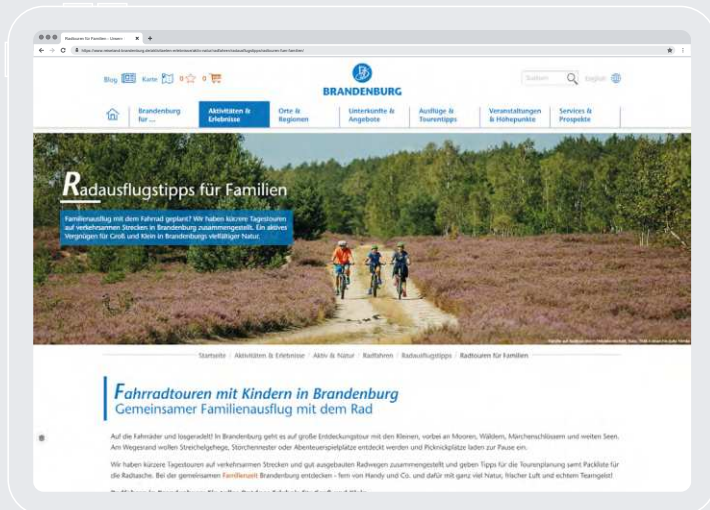 Radtouren für Familien - Unsere
Blog Karte 0 0
BRANDENBURG
Suchen
English
Brandenburg für ...
Aktivitäten & Erlebnisse
Orte & Regionen
Unterkünfte & Angebote
Ausflüge & Tourentipps
Veranstaltungen & Höhepunkte
Services & Prospekte
Radausflugstipps für Familien
Familienausflug mit dem Fahrrad geplant? Wir haben kürzere Tagestouren
auf verkehrsarmen Strecken in Brandenburg zusammengestellt. Ein aktives
Vergnügen für Groß und Klein in Brandenburgs vielfältiger Natur.
Startseite / Aktivitäten & Erlebnisse / Aktiv & Natur / Radfahren / Radausflugstipps / Radtouren für Familien
Fahrradtouren mit Kindern in Brandenburg
Gemeinsamer Familienausflug mit dem Rad
Auf die Fahrräder und losgeradelt! In Brandenburg geht es auf große Entdeckungstour mit den Kleinen, vorbei an Mooren, Wäldern, Märchenschlössern und weiten Seen.
Am Wegesrand wollen Streichelgehege, Storchennester oder Abenteuerspielplätze entdeckt werden und Picknickplätze laden zur Pause ein.
Wir haben kürzere Tagestouren auf verkehrsarmen Strecken und gut ausgebauten Radwegen zusammengestellt und geben Tipps für die Tourenplanung samt Packliste für
die Radtasche. Bei der gemeinsamen Familienzeit Brandenburg entdecken - fern von Handy und Co. und dafür mit ganz viel Natur, frischer Luft und echtem Teamgeist!